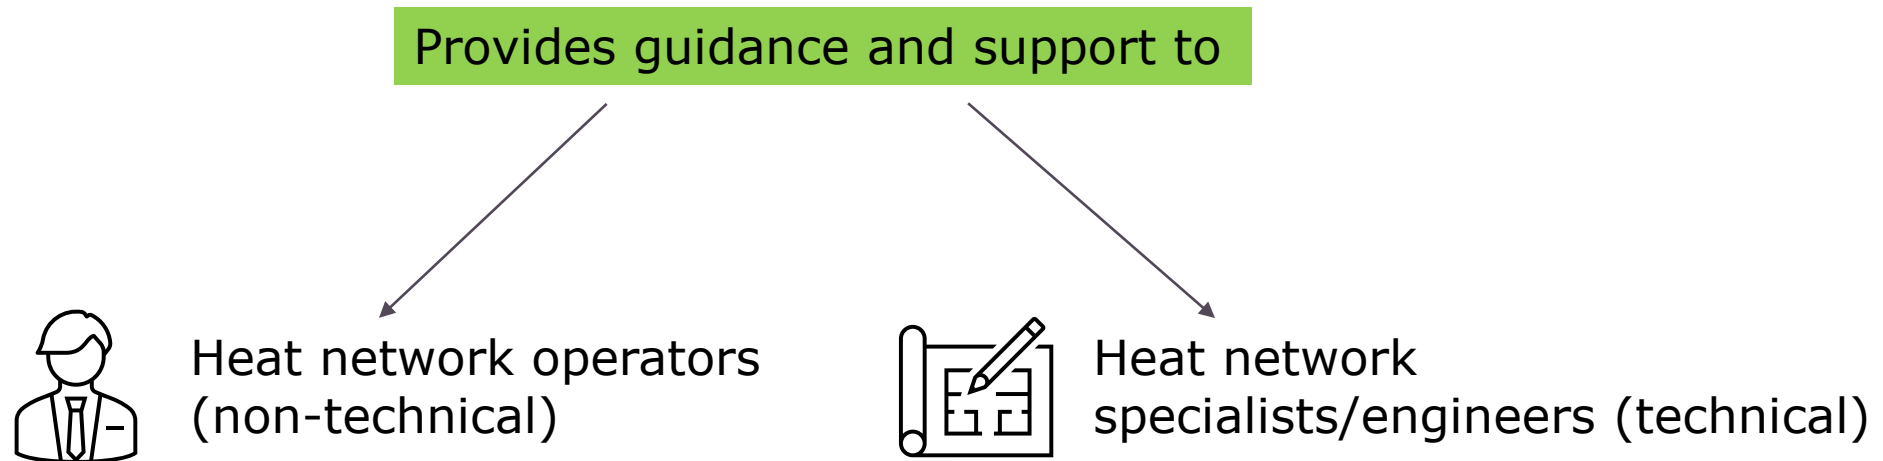 Provides guidance and support to
Heat network operators
(non-technical)
Heat network
specialists/engineers (technical)